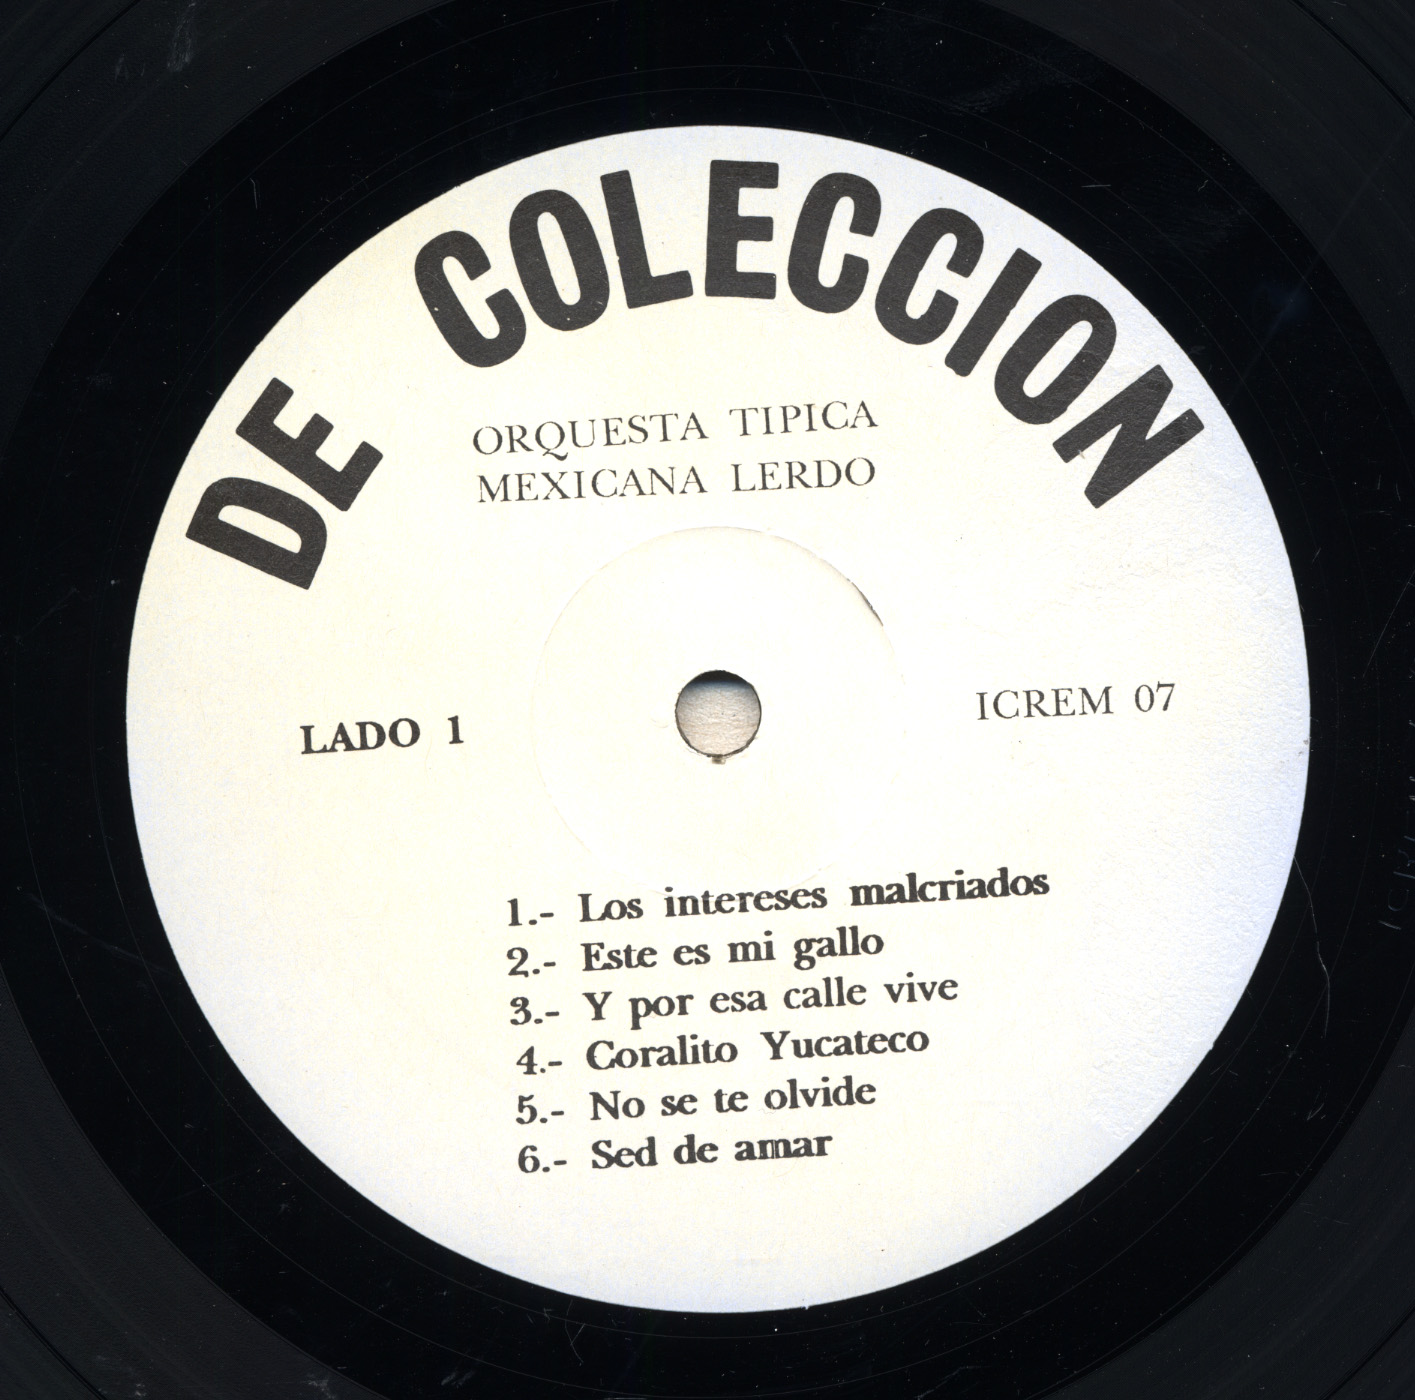 DE COLECCION
ORQUESTA TIPICA
MEXICANA LERDO
LADO 1
ICREM 07
1.- Los intereses malcriados
2.- Este es mi gallo
3.- Y por esa calle vive
4.- Coralito Yucateco
5.- No se te olvide
6.- Sed de amar